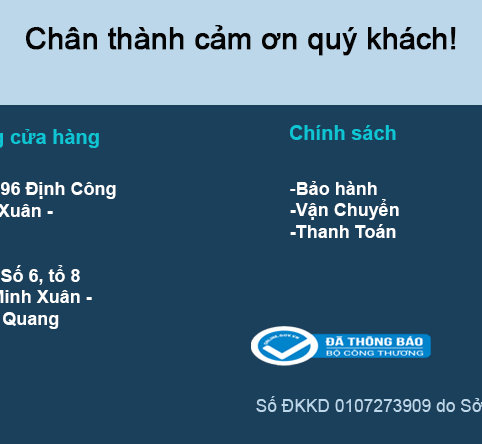 Chân thành cảm ơn quý khách!
g cửa hàng
96 Định Công
Xuân -
Số 6, tổ 8
Minh Xuân -
Quang
Chính sách
-Bảo hành
-Vận Chuyển
-Thanh Toán
ĐÃ THÔNG BÁO
BỘ CÔNG THƯƠNG
Số ĐKKD 0107273909 do Sở